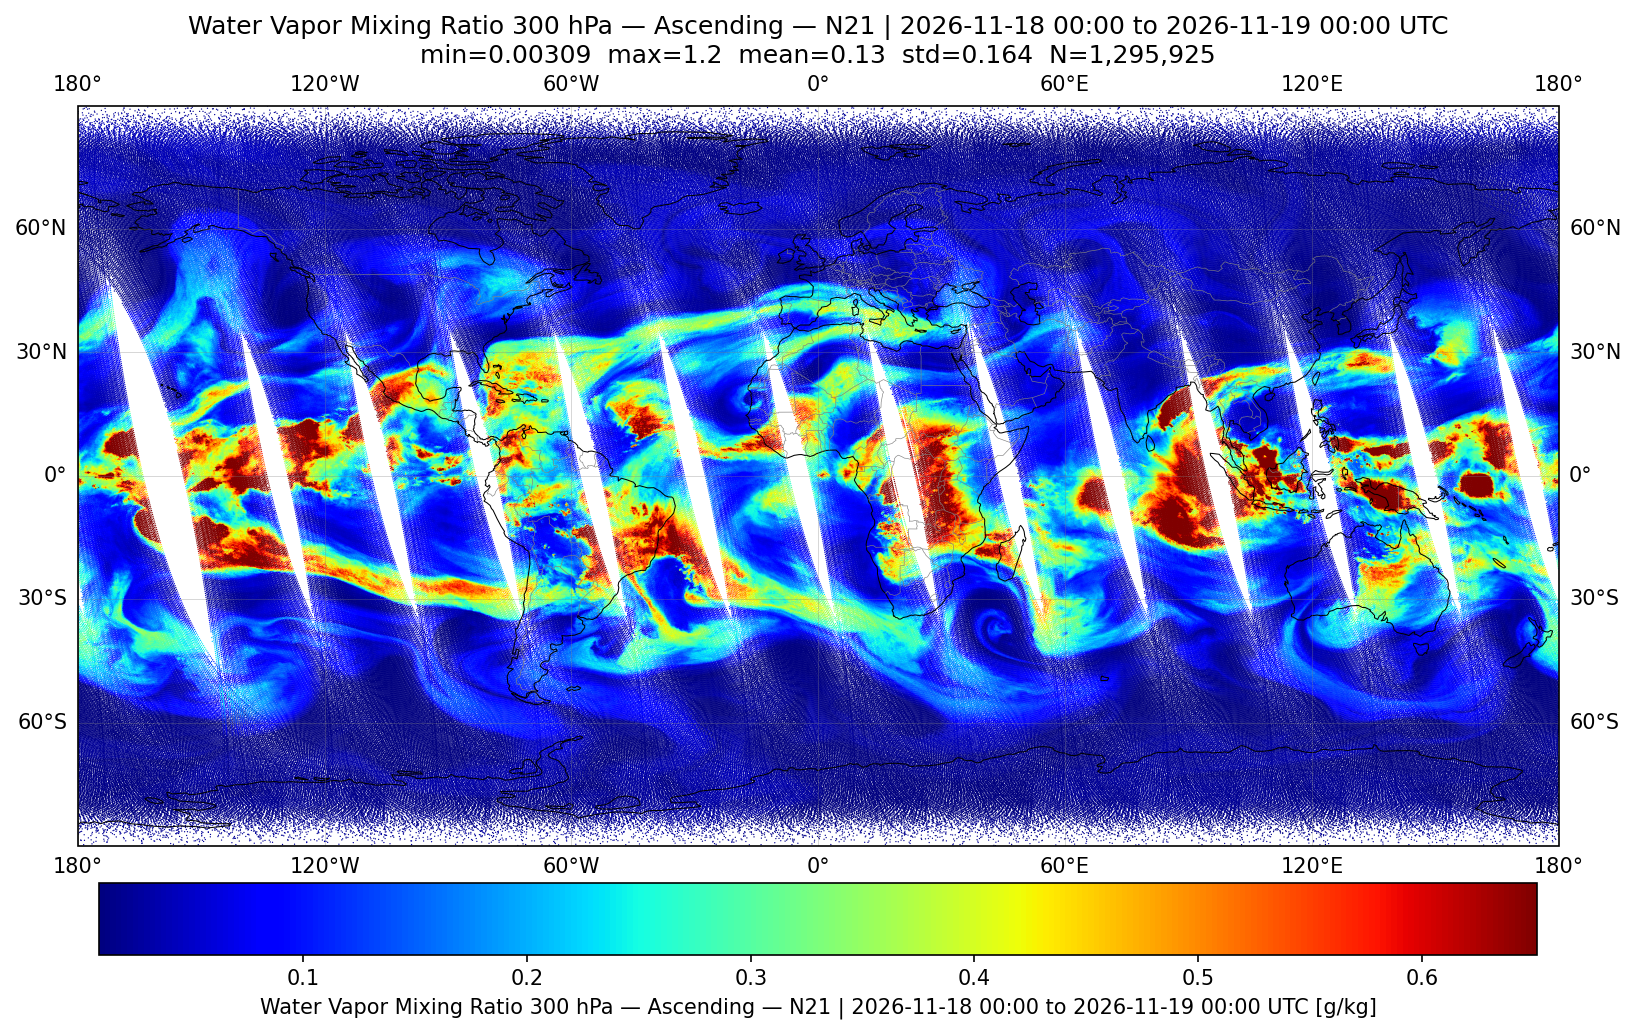 Water Vapor Mixing Ratio 300 hPa — Ascending — N21 | 2026-11-18 00:00 to 2026-11-19 00:00 UTC
min=0.00309  max=1.2  mean=0.13  std=0.164  N=1,295,925
180° 120°W 60°W 0° 60°E 120°E 180°
60°N 60°N
30°N 30°N
0° 0°
30°S 30°S
60°S 60°S
180° 120°W 60°W 0° 60°E 120°E 180°
0.1 0.2 0.3 0.4 0.5 0.6
Water Vapor Mixing Ratio 300 hPa — Ascending — N21 | 2026-11-18 00:00 to 2026-11-19 00:00 UTC [g/kg]